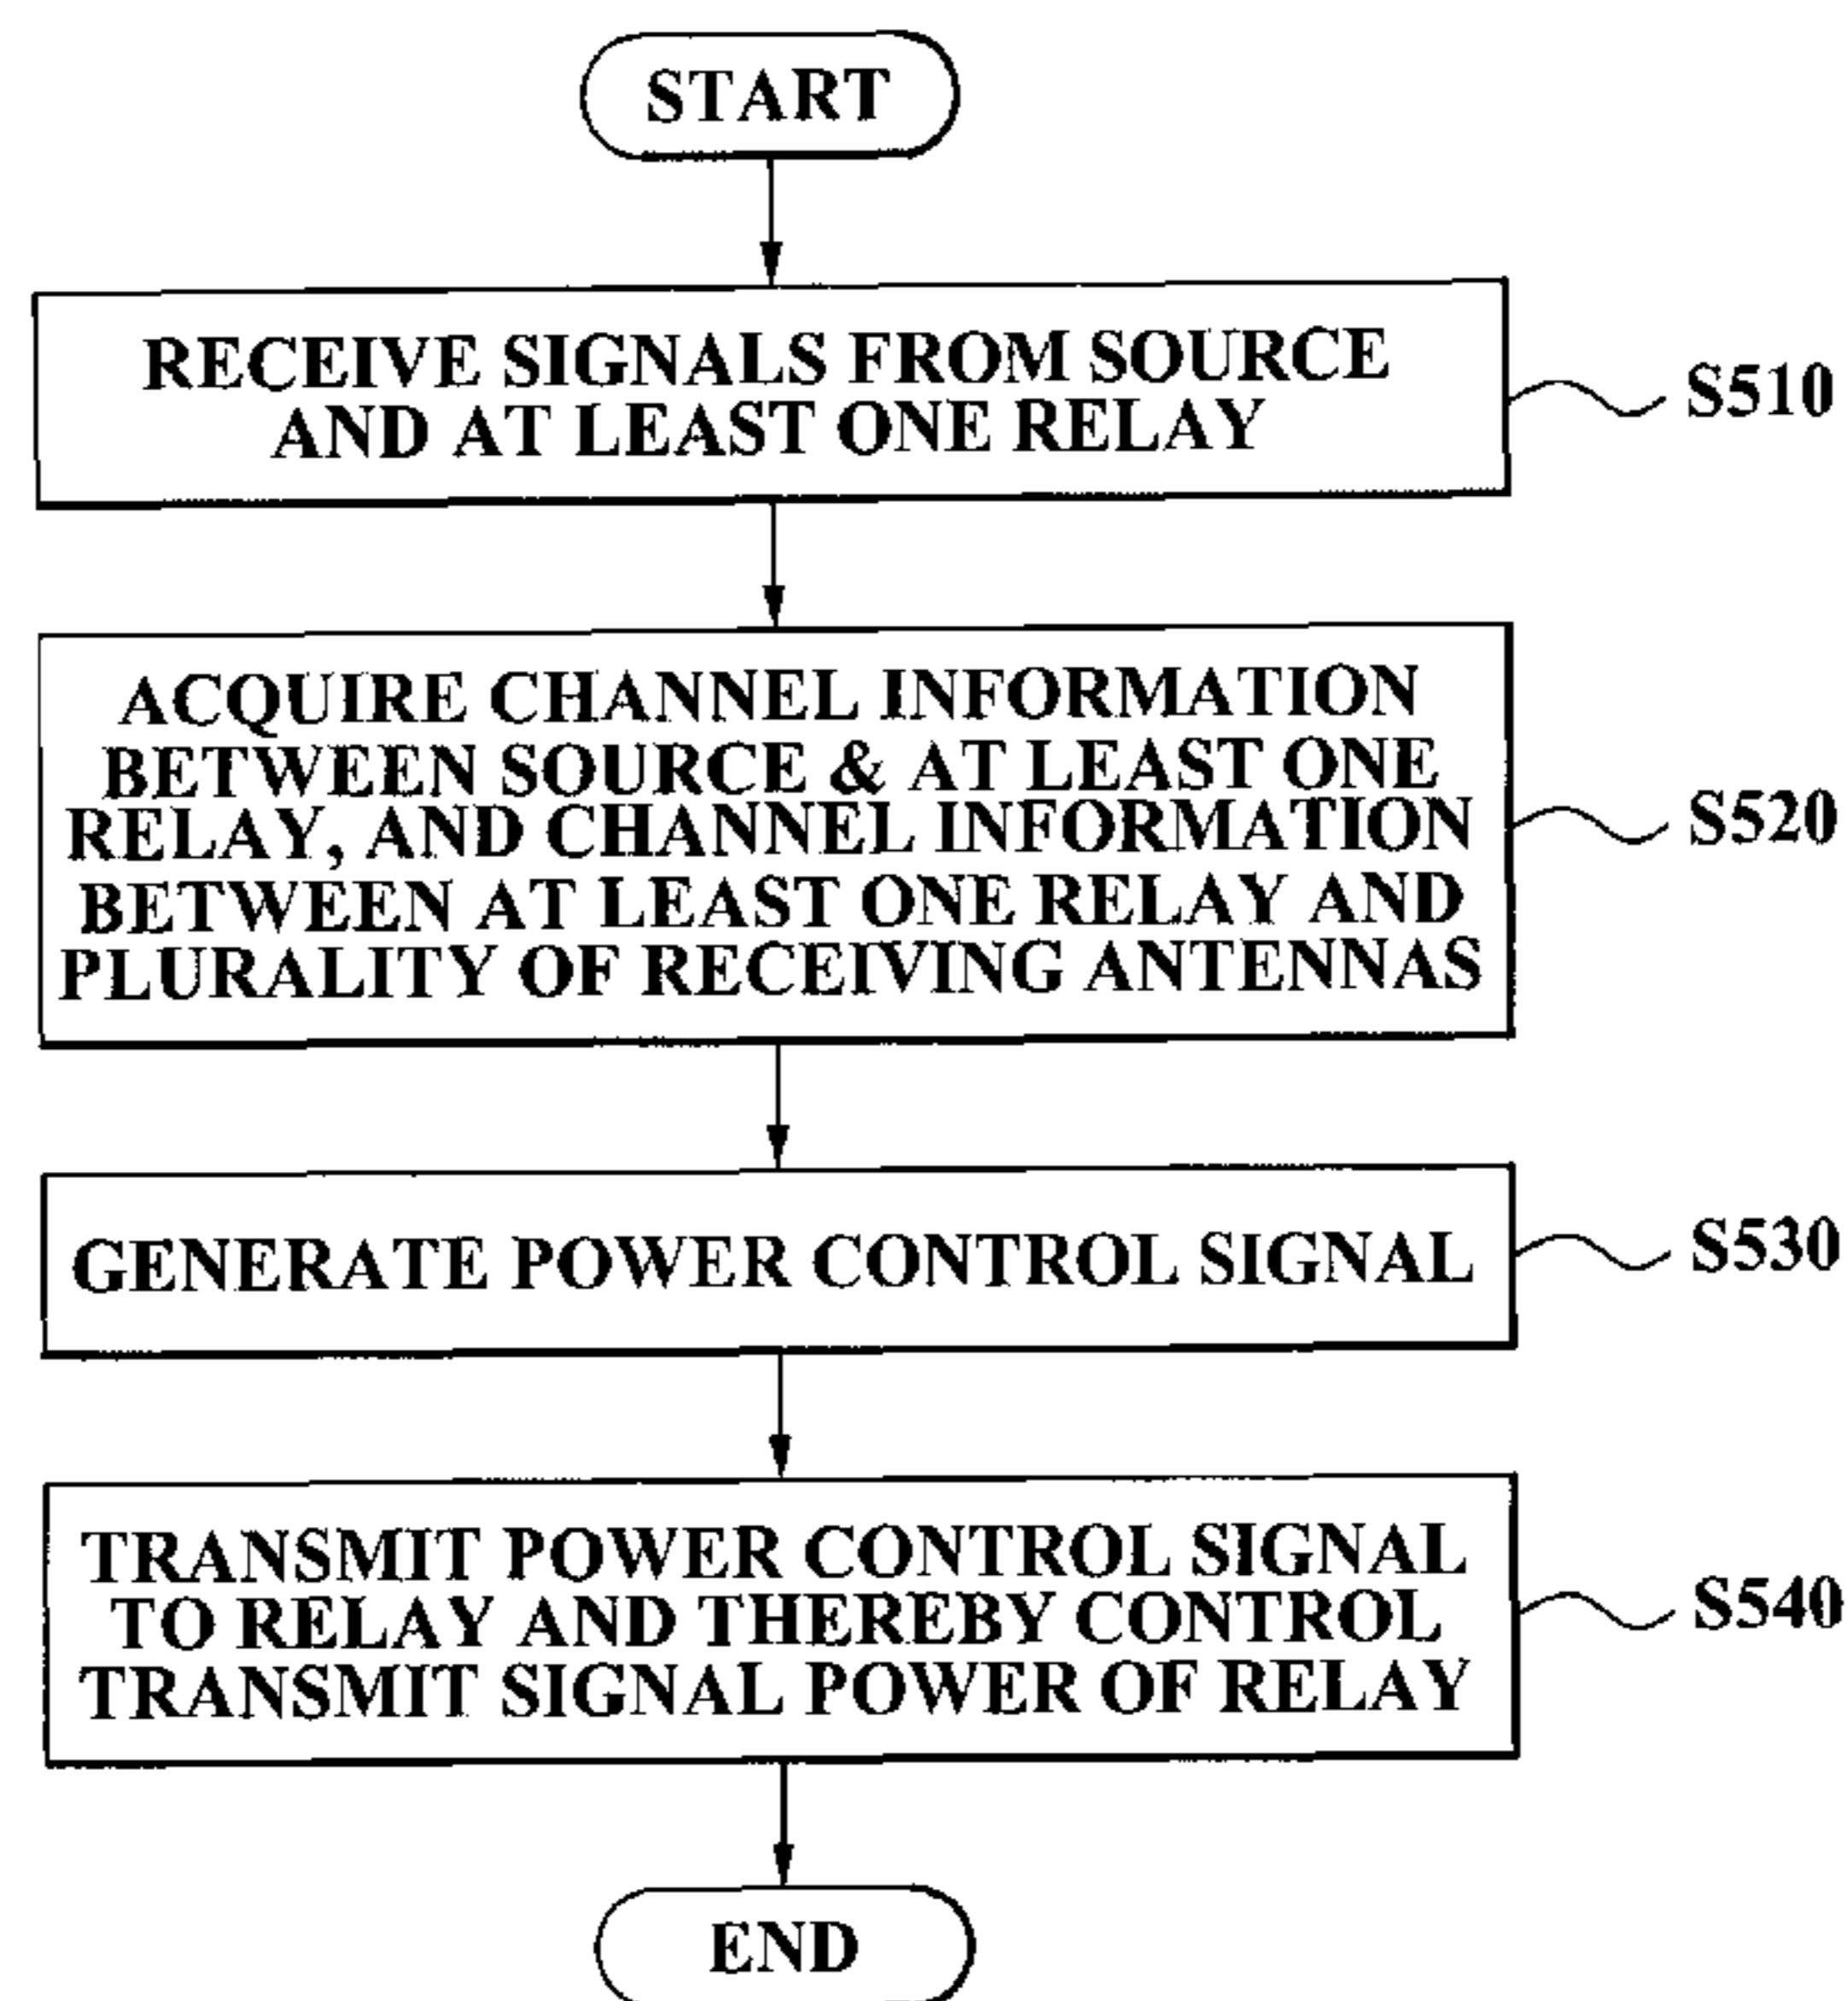 START
RECEIVE SIGNALS FROM SOURCE
AND AT LEAST ONE RELAY
S510
ACQUIRE CHANNEL INFORMATION
BETWEEN SOURCE & AT LEAST ONE
RELAY, AND CHANNEL INFORMATION
BETWEEN AT LEAST ONE RELAY AND
PLURALITY OF RECEIVING ANTENNAS
S520
GENERATE POWER CONTROL SIGNAL
S530
TRANSMIT POWER CONTROL SIGNAL
TO RELAY AND THEREBY CONTROL
TRANSMIT SIGNAL POWER OF RELAY
S540
END